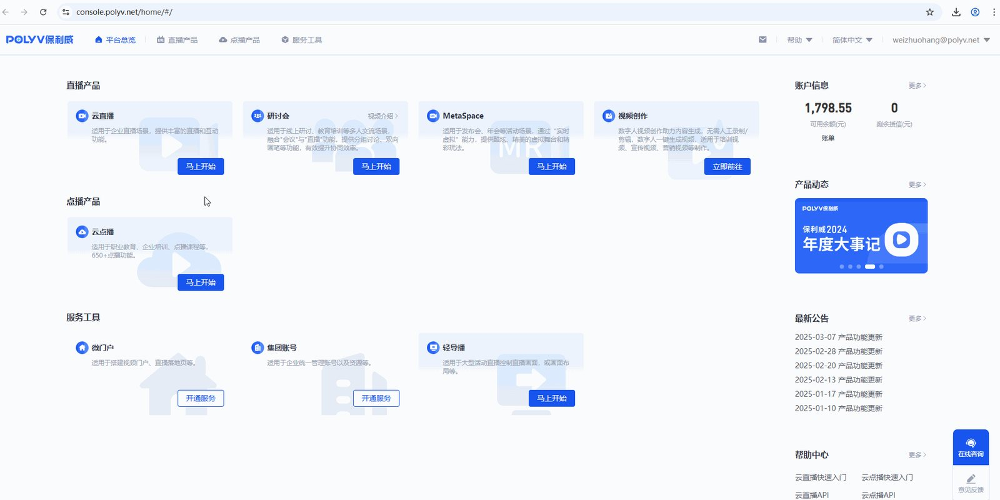 console.polyv.net/home/#/
POLYV保利威
平台总览
直播产品
点播产品
服务工具
帮助
简体中文
weizhuohang@polyv.net
直播产品
云直播
适用于企业直播场景，提供丰富的直播和互动
功能。
马上开始
研讨会
视频介绍
适用于线上研讨、教育培训等多人交流场景，
融合"会议"与"直播"功能，提供分组讨论、双向
画笔等功能，有效提升协同效率。
马上开始
MetaSpace
适用于发布会、年会等活动场景，通过“实时
虚拟”能力，提供酷炫、精美的虚拟舞台和精
彩玩法。
MR
马上开始
视频创作
数字人视频创作助力内容生成，无需人工录制/
剪辑，数字人一键生成视频，适用于培训视
频、宣传视频、营销视频等制作。
立即前往
点播产品
云点播
适用于职业教育、企业培训、点播课程等，
650+点播功能。
马上开始
服务工具
微门户
适用于搭建视频门户、直播落地页等。
开通服务
集团账号
适用于企业统一管理账号以及资源等。
开通服务
轻导播
适用于大型活动直播控制直播画面，或画面布
局等。
马上开始
账户信息
更多
1,798.55
0
可用余额(元)
剩余授信(元)
账单
产品动态
更多
POLYV保利威
保利威2024
年度大事记
最新公告
更多
2025-03-07 产品功能更新
2025-02-28 产品功能更新
2025-02-20 产品功能更新
2025-02-13 产品功能更新
2025-01-17 产品功能更新
2025-01-10 产品功能更新
帮助中心
更多
云直播快速入门
云点播快速入门
云直播API
云点播API
在线咨询
意见反馈